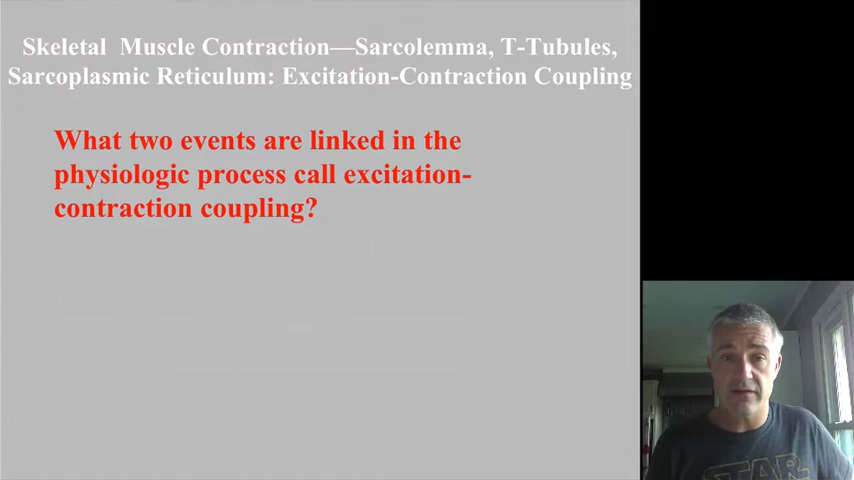 Skeletal Muscle Contraction—Sarcolemma, T-Tubules,
Sarcoplasmic Reticulum: Excitation-Contraction Coupling
What two events are linked in the
physiologic process call excitation-
contraction coupling?
STAR